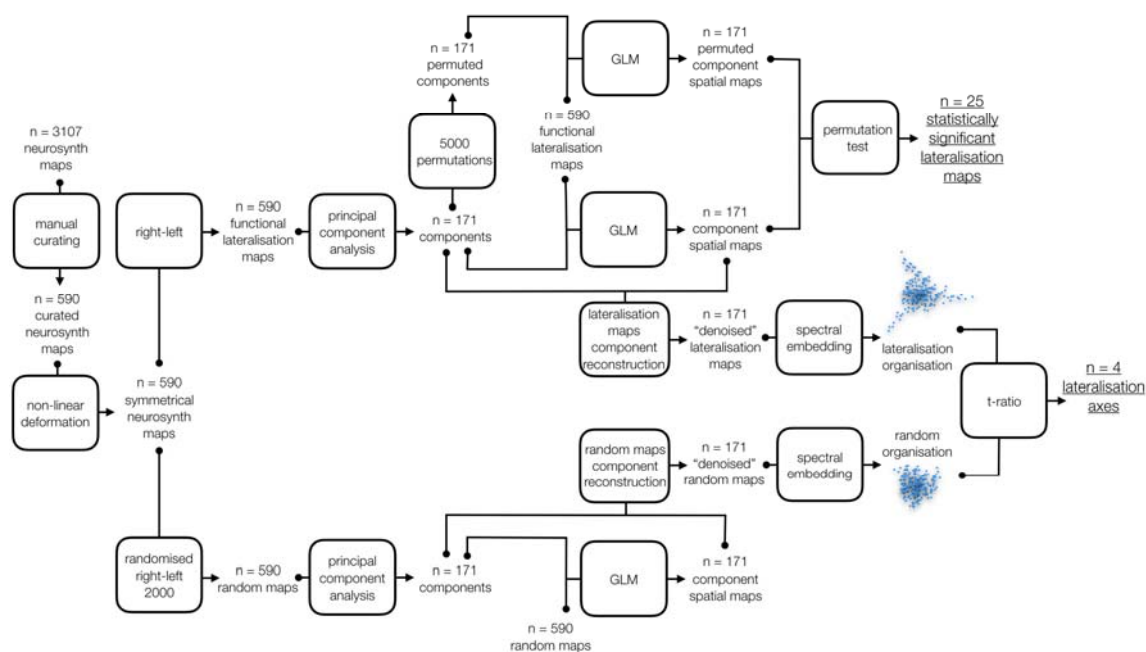 n = 3107
neurosynth
maps
manual
curating
n = 590
curated
neurosynth
maps
non-linear
deformation
n = 590
symmetrical
neurosynth
maps
right-left
n = 590
functional
lateralisation
maps
principal
component
analysis
n = 171
components
5000
permutations
n = 171
permuted
components
n = 590
functional
lateralisation
maps
GLM
n = 171
permuted
component
spatial maps
GLM
n = 171
component
spatial maps
permutation
test
n = 25
statistically
significant
lateralisation
maps
lateralisation
maps
component
reconstruction
n = 171
"denoised"
lateralisation
maps
spectral
embedding
lateralisation
organisation
t-ratio
n = 4
lateralisation
axes
random maps
component
reconstruction
n = 171
"denoised"
random maps
spectral
embedding
random
organisation
randomised
right-left
2000
n = 590
random maps
principal
component
analysis
n = 171
components
n = 590
random maps
GLM
n = 171
component
spatial maps